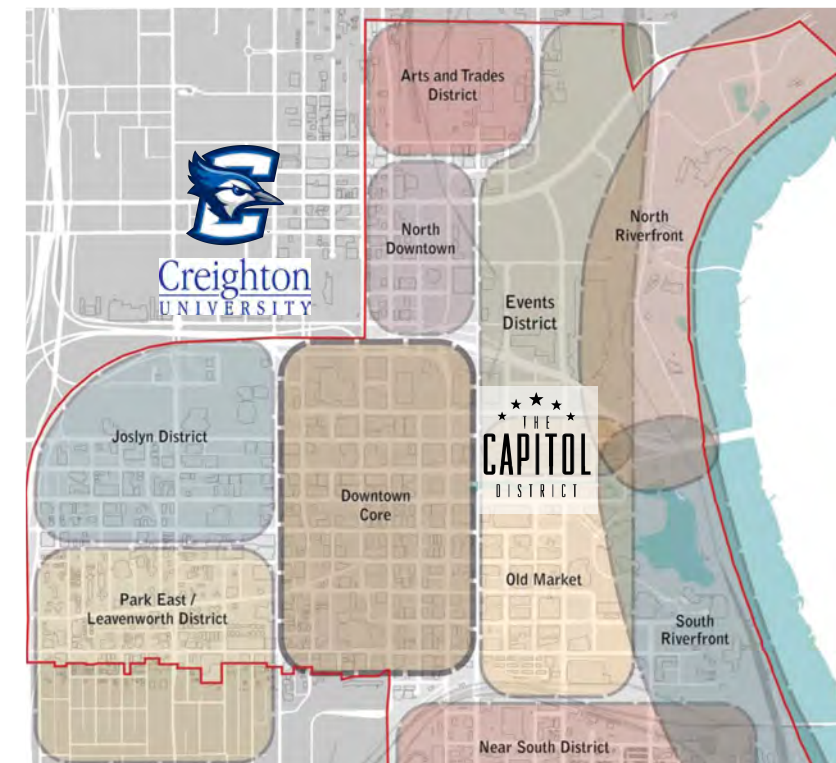 Arts and Trades
District
Creighton
UNIVERSITY
North
Downtown
North
Riverfront
Events
District
Joslyn District
THE
CAPITOL
DISTRICT
Downtown
Core
Old Market
Park East /
Leavenworth District
South
Riverfront
Near South District